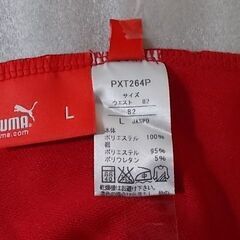 PUMA
puma.com
L
PXT264P
サイズ
ウエスト 82
82
L JASPO
本体
ポリエステル 100%
ポリエステル 95%
ポリウレタン 5%